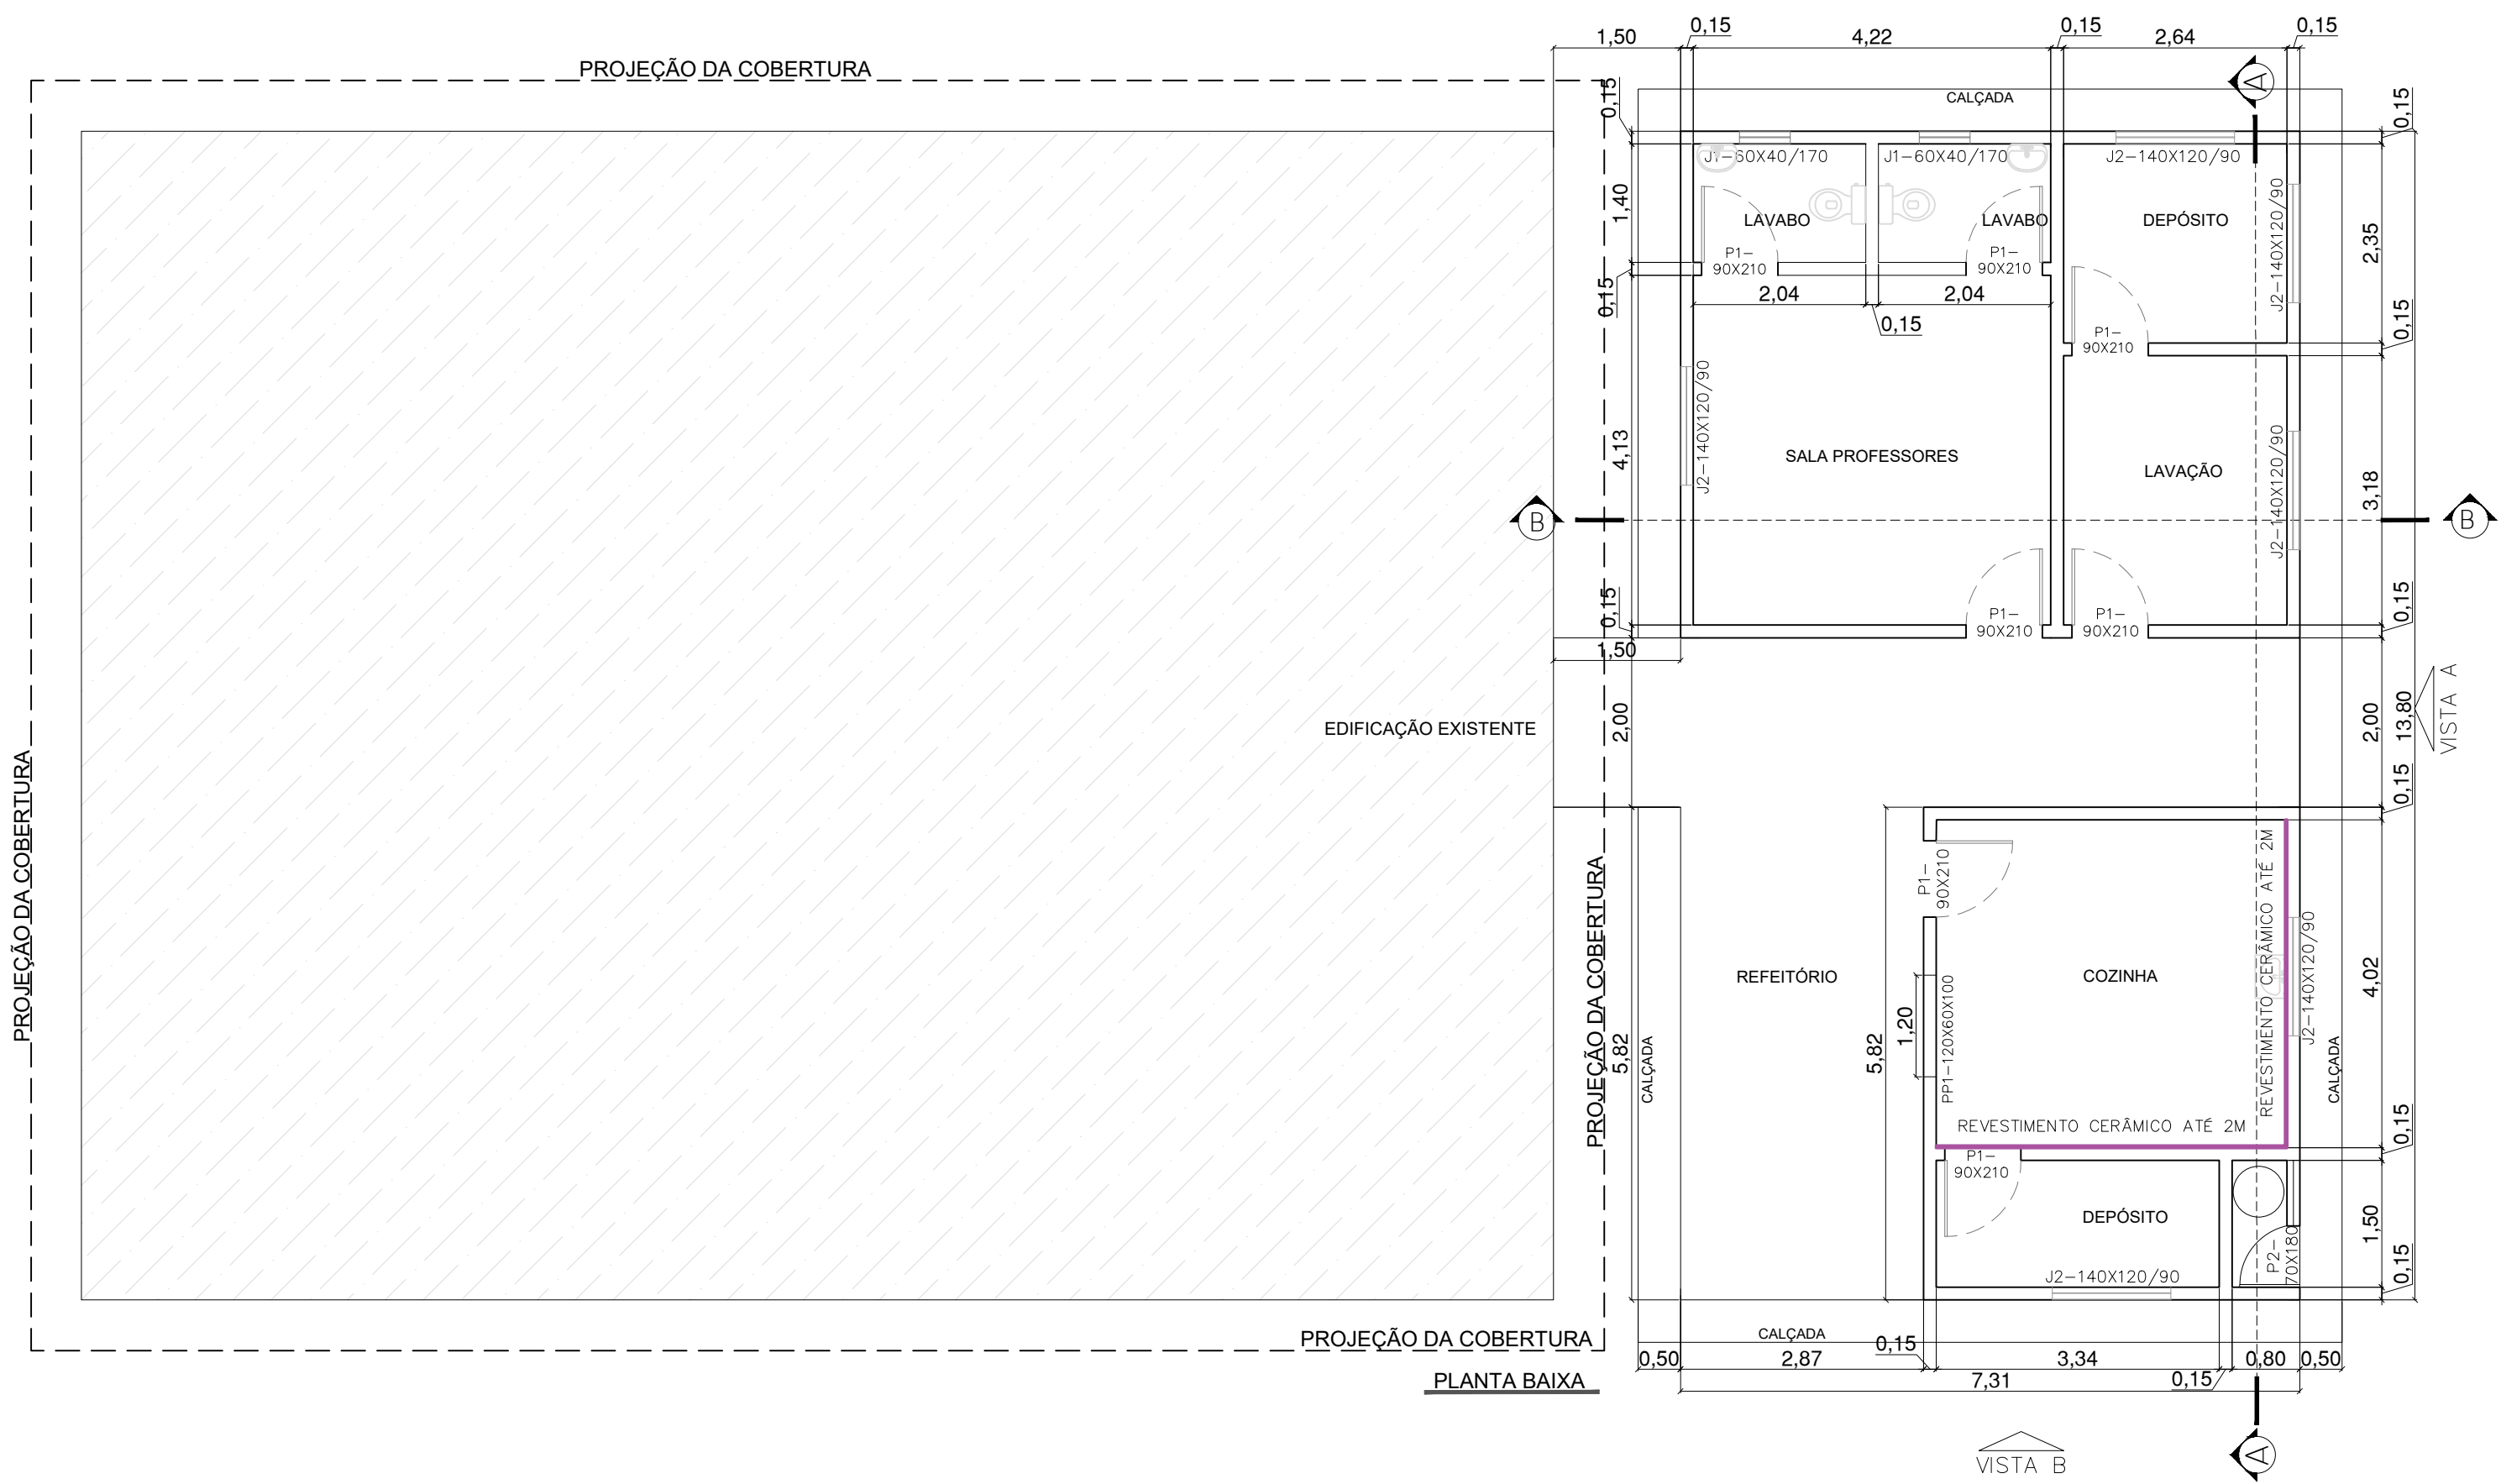 0,15
0,15
0,15
1,50
4,22
2,64
PROJEÇÃO DA COBERTURA
A
CALÇADA
0,15
0,15
J1-60X40/170
J1-60X40/170
J2-140X120/90
J2-140X120/90
1,40
LAVABO
LAVABO
DEPÓSITO
2,35
P1-
90X210
P1-
90X210
2,04
2,04
0,15
0,15
0,15
P1-
90X210
J2-140X120/90
SALA PROFESSORES
4,13
LAVAÇÃO
J2-140X120/90
3,18
B
B
0,15
P1-
90X210
P1-
90X210
0,15
1,50
EDIFICAÇÃO EXISTENTE
2,00
2,00
13,80
VISTA A
0,15
PROJEÇÃO DA COBERTURA
PROJEÇÃO DA COBERTURA
P1-
90X210
REVESTIMENTO CERÂMICO ATÉ 2M
J2-140X120/90
REFEITÓRIO
COZINHA
4,02
1,20
PP1-120X60X100
5,82
CALÇADA
5,82
CALÇADA
REVESTIMENTO CERÂMICO ATÉ 2M
0,15
P1-
90X210
DEPÓSITO
1,50
P2-
70X180
J2-140X120/90
0,15
PROJEÇÃO DA COBERTURA
CALÇADA
0,15
0,50
2,87
3,34
0,80
0,50
PLANTA BAIXA
7,31
0,15
VISTA B
A